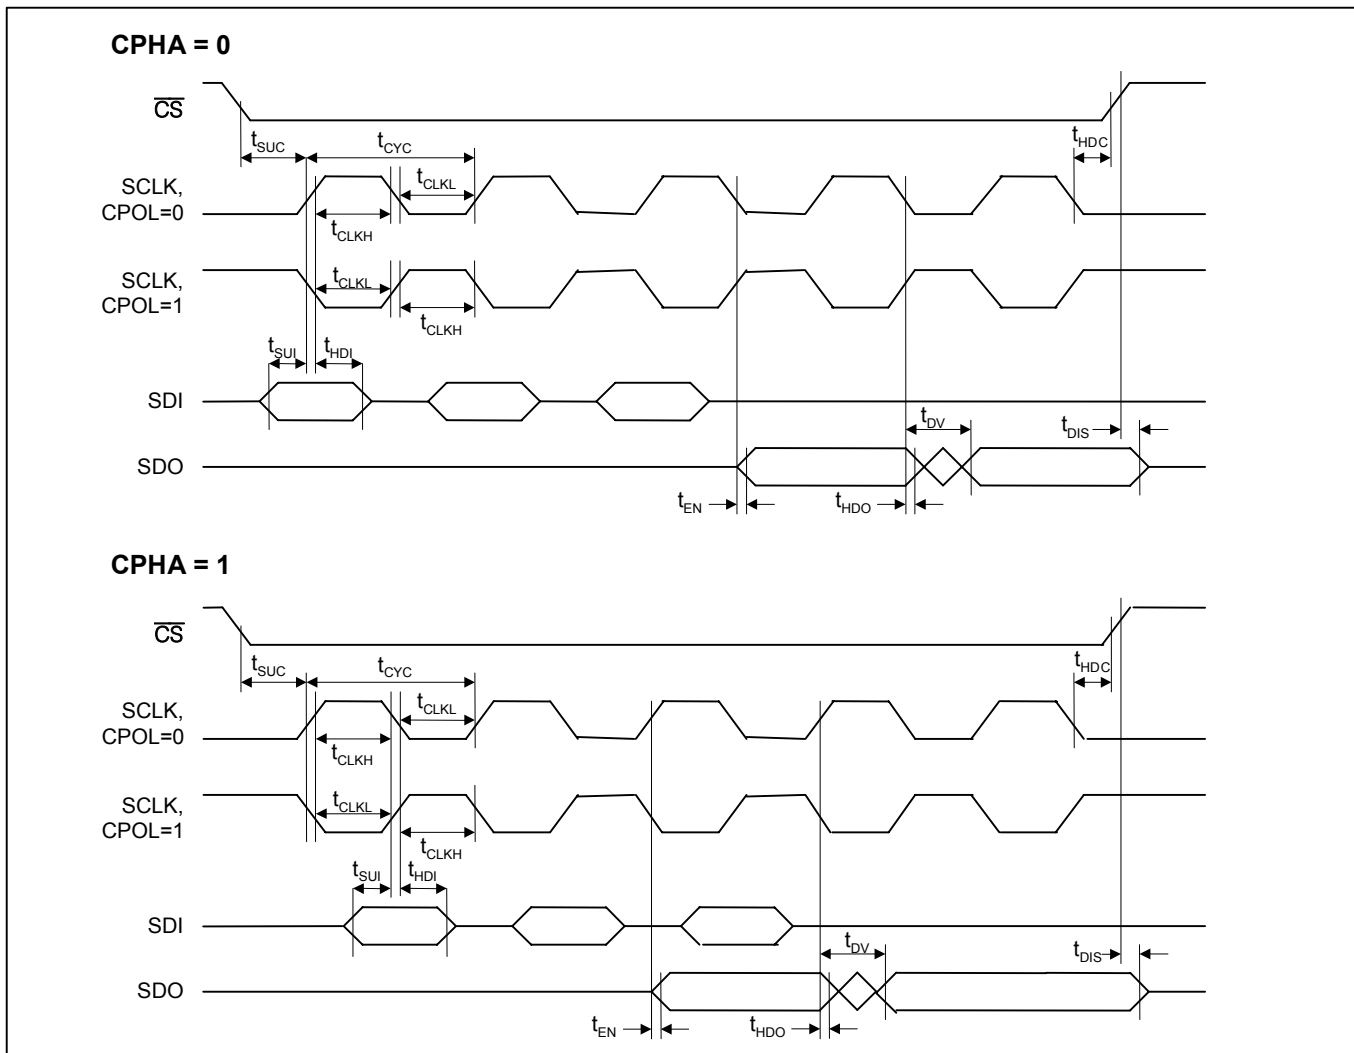 CPHA = 0
CS
tSUC
tCYC
tHDC
SCLK,
CPOL=0
tCLKL
tCLKH
SCLK,
CPOL=1
tCLKL
tCLKH
tSUI
tHDI
SDI
tDV
tDIS
SDO
tEN
tHDO
CPHA = 1
CS
tSUC
tCYC
tHDC
SCLK,
CPOL=0
tCLKL
tCLKH
SCLK,
CPOL=1
tCLKL
tCLKH
tSUI
tHDI
SDI
tDV
tDIS
SDO
tEN
tHDO